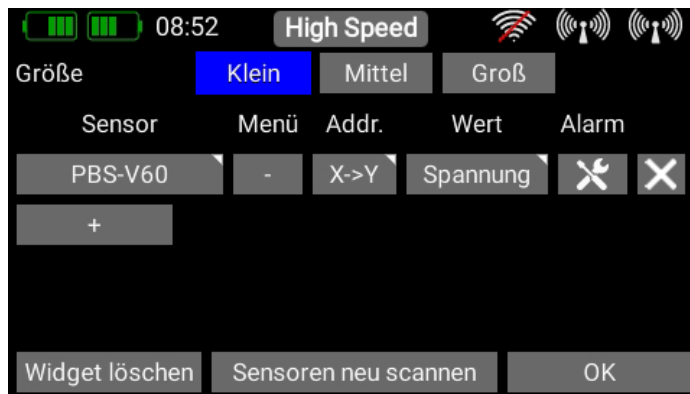 08:52 High Speed
Größe Klein Mittel Groß
Sensor Menü Addr. Wert Alarm
PBS-V60 - X->Y Spannung
+
Widget löschen Sensoren neu scannen OK